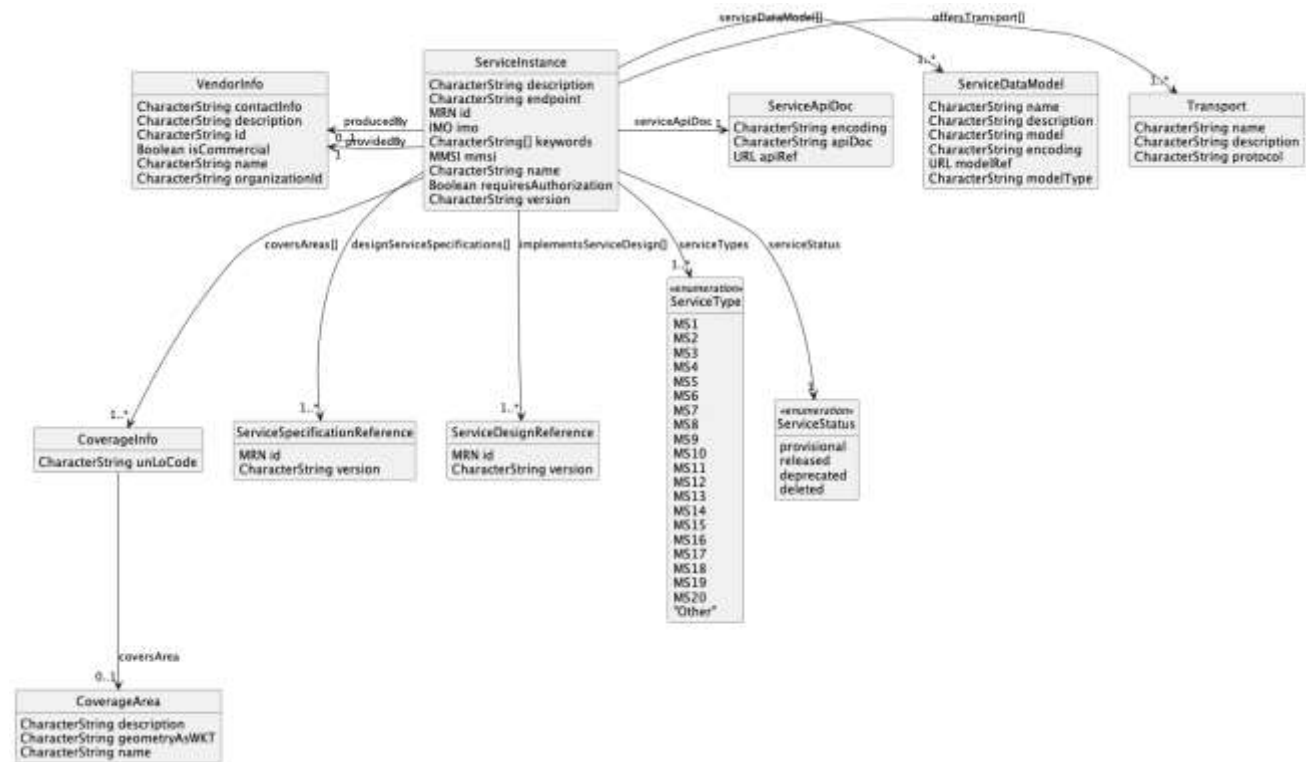 serviceDataModel[]
offersTransport[]
ServiceInstance
CharacterString description
CharacterString endpoint
MRN id
IMO imo
CharacterString[] keywords
MMSI mmsi
CharacterString name
Boolean requiresAuthorization
CharacterString version
VendorInfo
CharacterString contactInfo
CharacterString description
CharacterString id
Boolean isCommercial
CharacterString name
CharacterString organizationId
producedBy
0..1
providedBy
1
serviceApiDoc
1
ServiceApiDoc
CharacterString encoding
CharacterString apiDoc
URL apiRef
1..*
ServiceDataModel
CharacterString name
CharacterString description
CharacterString model
CharacterString encoding
URL modelRef
CharacterString modelType
1..*
Transport
CharacterString name
CharacterString description
CharacterString protocol
coversAreas[]
designServiceSpecifications[]
implementsServiceDesign[]
serviceTypes
serviceStatus
1..*
«enumeration»
ServiceType
MS1
MS2
MS3
MS4
MS5
MS6
MS7
MS8
MS9
MS10
MS11
MS12
MS13
MS14
MS15
MS16
MS17
MS18
MS19
MS20
"Other"
1
«enumeration»
ServiceStatus
provisional
released
deprecated
deleted
1..*
CoverageInfo
CharacterString unLoCode
1..*
ServiceSpecificationReference
MRN id
CharacterString version
1..*
ServiceDesignReference
MRN id
CharacterString version
coversArea
0..1
CoverageArea
CharacterString description
CharacterString geometryAsWKT
CharacterString name